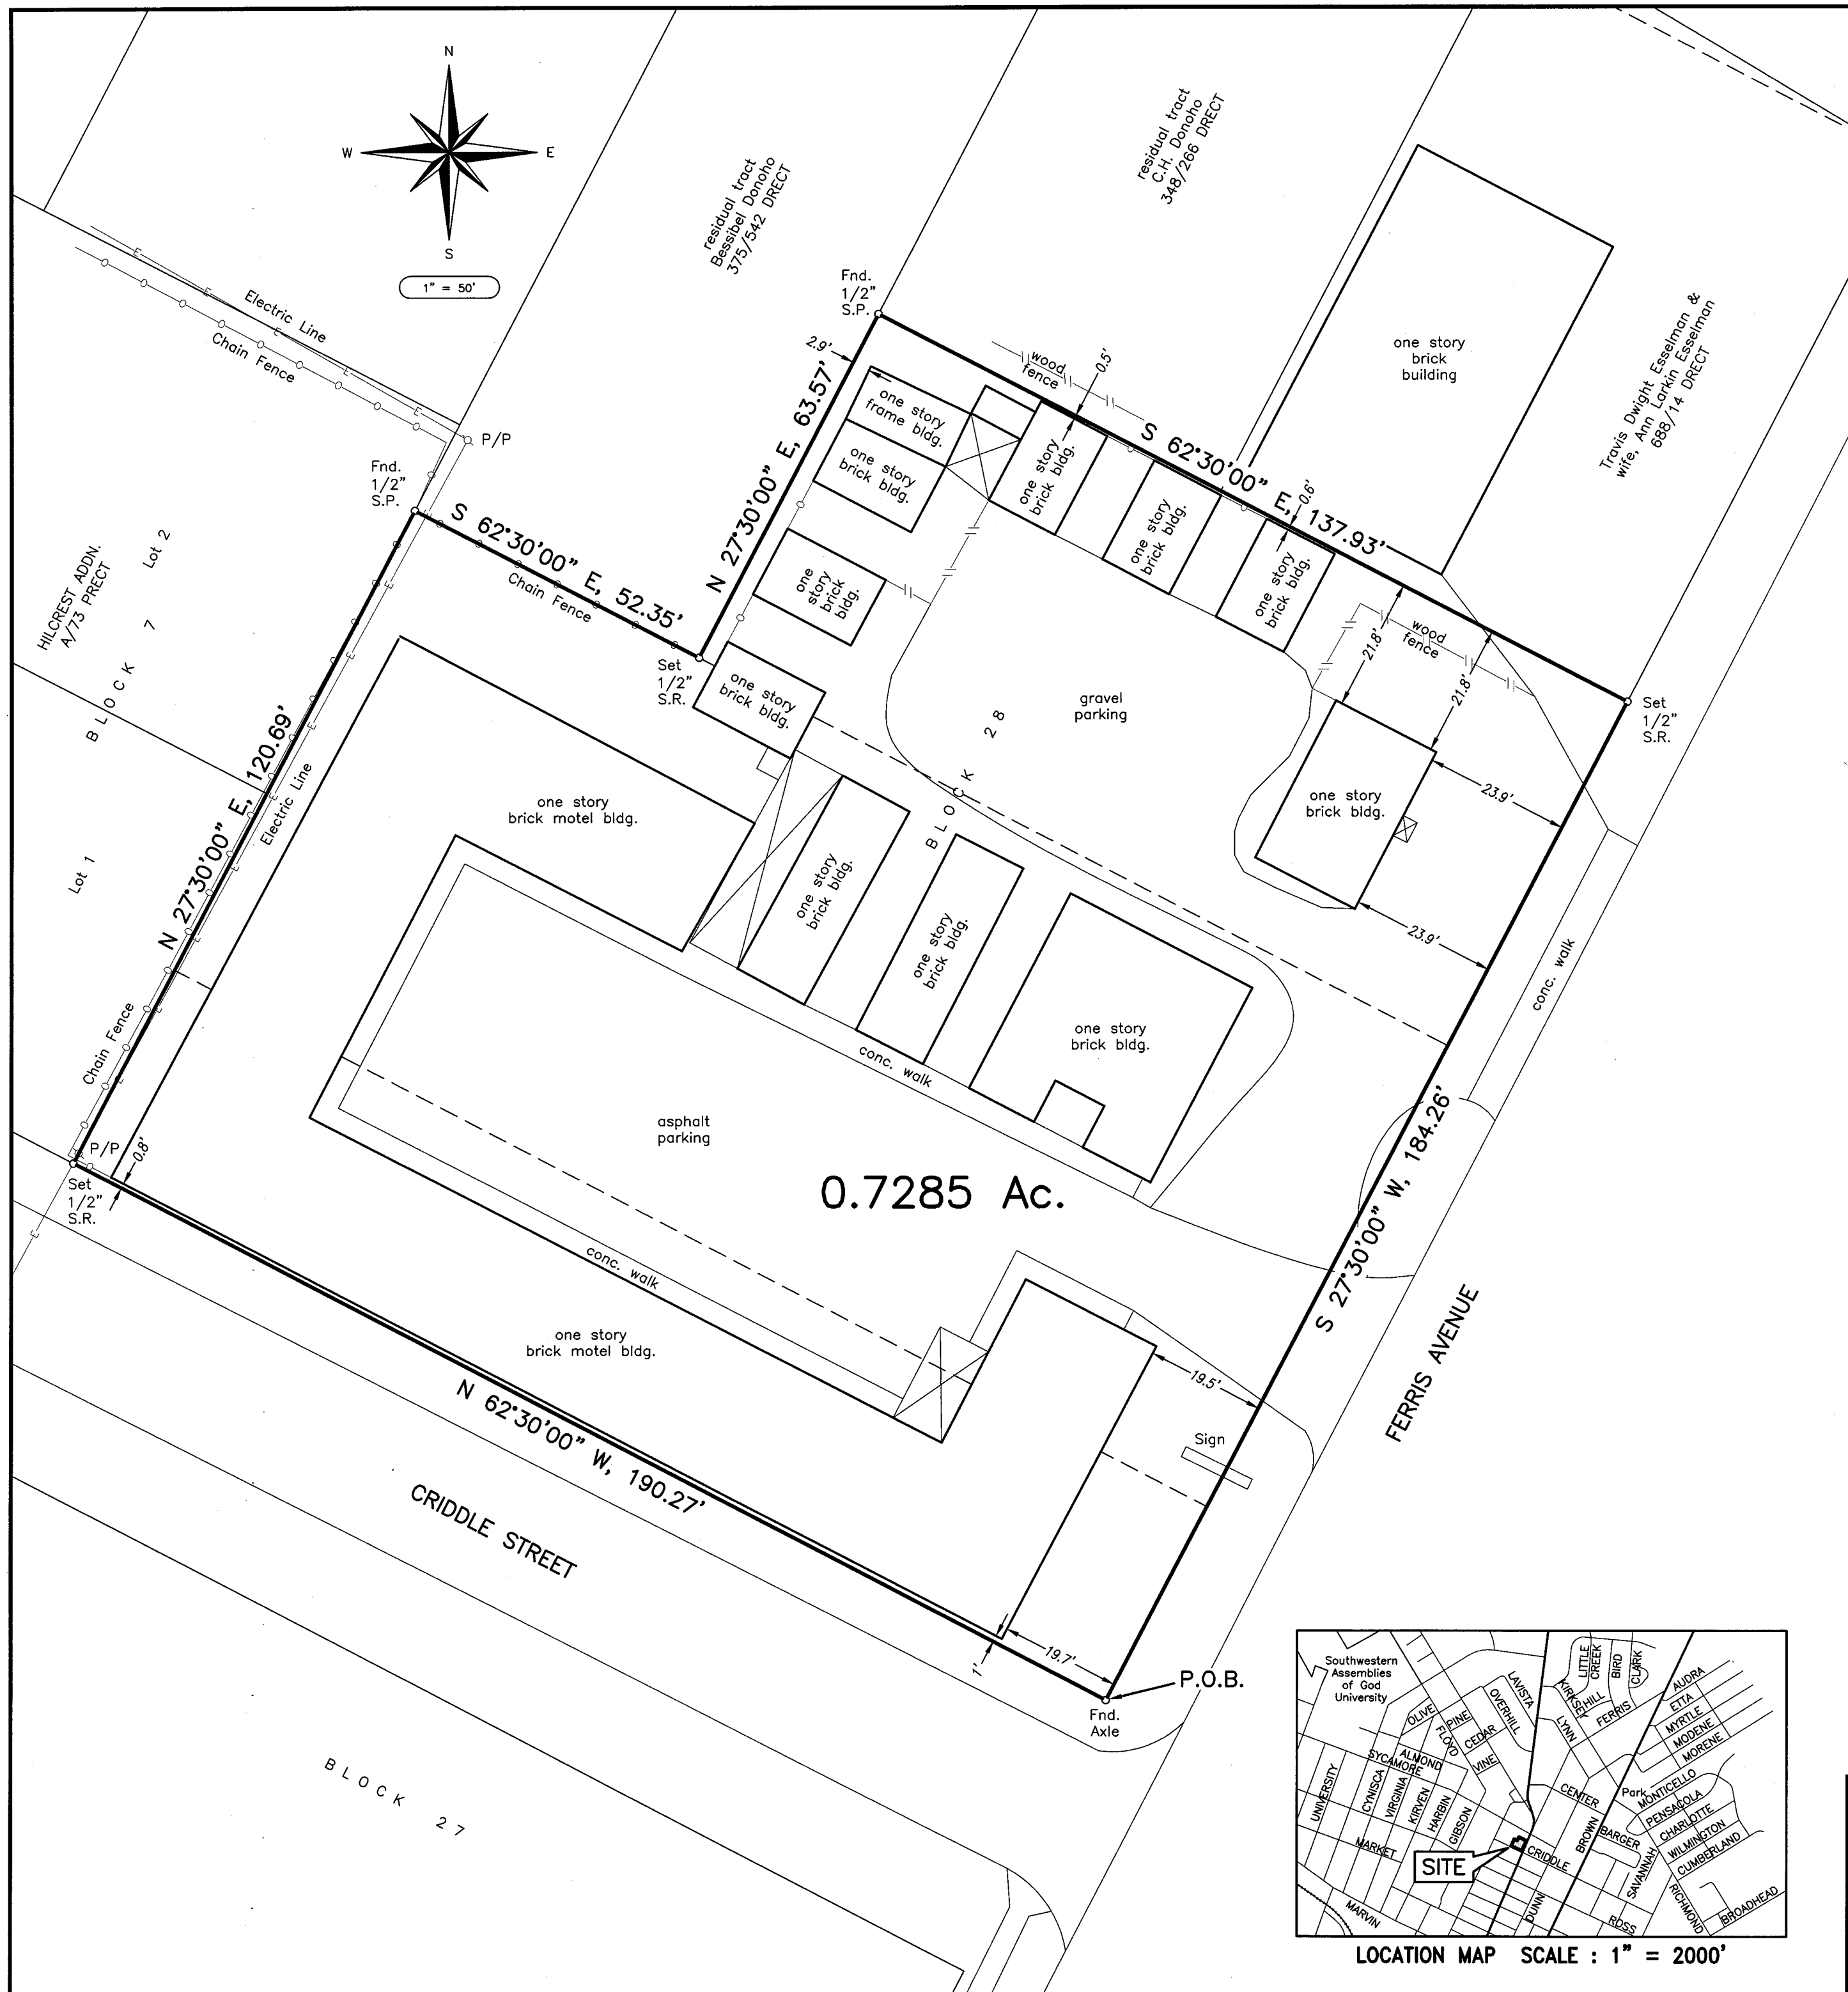 N
W
E
S
1" = 50'
residual tract
Bessibel Donoho
375/542 DRECT
residual tract
C.H. Donoho
348/266 DRECT
Travis Dwight Esselman &
wife, Ann Larkin Esselman
688/14 DRECT
one story
brick
building
Electric Line
Chain Fence
P/P
Fnd.
1/2"
S.P.
Fnd.
1/2"
S.P.
2.9'
wood
fence
0.5'
S 62°30'00" E, 137.93'
0.6'
N 27°30'00" E, 63.57'
one story
frame bldg.
one story
brick bldg.
one story
brick bldg.
one story
brick bldg.
one story
brick bldg.
one
story
brick
bldg.
S 62°30'00" E, 52.35'
Chain Fence
Set
1/2"
S.R.
one story
brick bldg.
HILCREST ADDN.
A/73 PRECT
Lot 2
BLOCK 7
Lot 1
N 27°30'00" E, 120.69'
Electric Line
Chain Fence
gravel
parking
BLOCK 28
wood
fence
21.8'
21.8'
Set
1/2"
S.R.
one story
brick bldg.
23.9'
23.9'
conc. walk
one story
brick motel bldg.
one story
brick bldg.
one story
brick bldg.
one story
brick bldg.
conc. walk
asphalt
parking
0.7285 Ac.
S 27°30'00" W, 184.26'
FERRIS AVENUE
P/P
0.8'
Set
1/2"
S.R.
conc. walk
one story
brick motel bldg.
N 62°30'00" W, 190.27'
CRIDDLE STREET
19.5'
Sign
19.7'
1'
P.O.B.
Fnd.
Axle
BLOCK 27
Southwestern
Assemblies
of God
University
LITTLE
CREEK
BIRD
CLARK
KIRKSEY
HILL
FERRIS
LYNN
LAVISTA
OVERHILL
OLIVE
PINE
FLOYD
CEDAR
VINE
ALMOND
SYCAMORE
AUDRA
ETTA
MYRTLE
MODENE
MORENE
MONTICELLO
Park
PENSACOLA
CHARLOTTE
WILMINGTON
CUMBERLAND
CENTER
BROWN
BARGER
SAVANNAH
RICHMOND
BROADHEAD
UNIVERSITY
CYNISCA
VIRGINIA
KIRVEN
HARBIN
GIBSON
MARKET
SITE
CRIDDLE
DUNN
ROSS
MARVIN
LOCATION MAP SCALE : 1" = 2000'